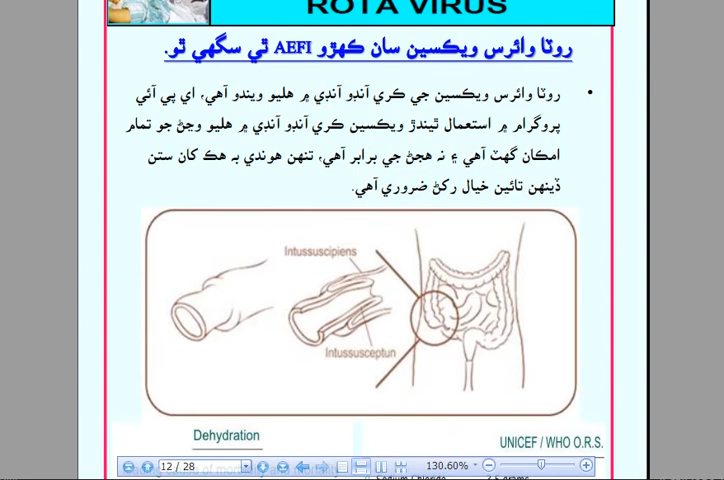 ROTA VIRUS
روٽا وائرس ويڪسين سان ڪهڙو AEFI ٿي سگهي ٿو.
• روٽا وائرس ويڪسين جي ڪري آنڊو آنڊي ۾ هليو ويندو آهي، اي پي آئي
پروگرام ۾ استعمال ٿيندڙ ويڪسين ڪري آنڊو آنڊي ۾ هليو وڃڻ جو تمام
امڪان گهٽ آهي ۽ نہ هجڻ جي برابر آهي، تنهن هوندي بہ هڪ کان ستن
ڏينهن تائين خيال رکڻ ضروري آهي.
Intussuscipiens
Intussusceptun
Dehydration
UNICEF / WHO O.R.S.
12 / 28
130.60%